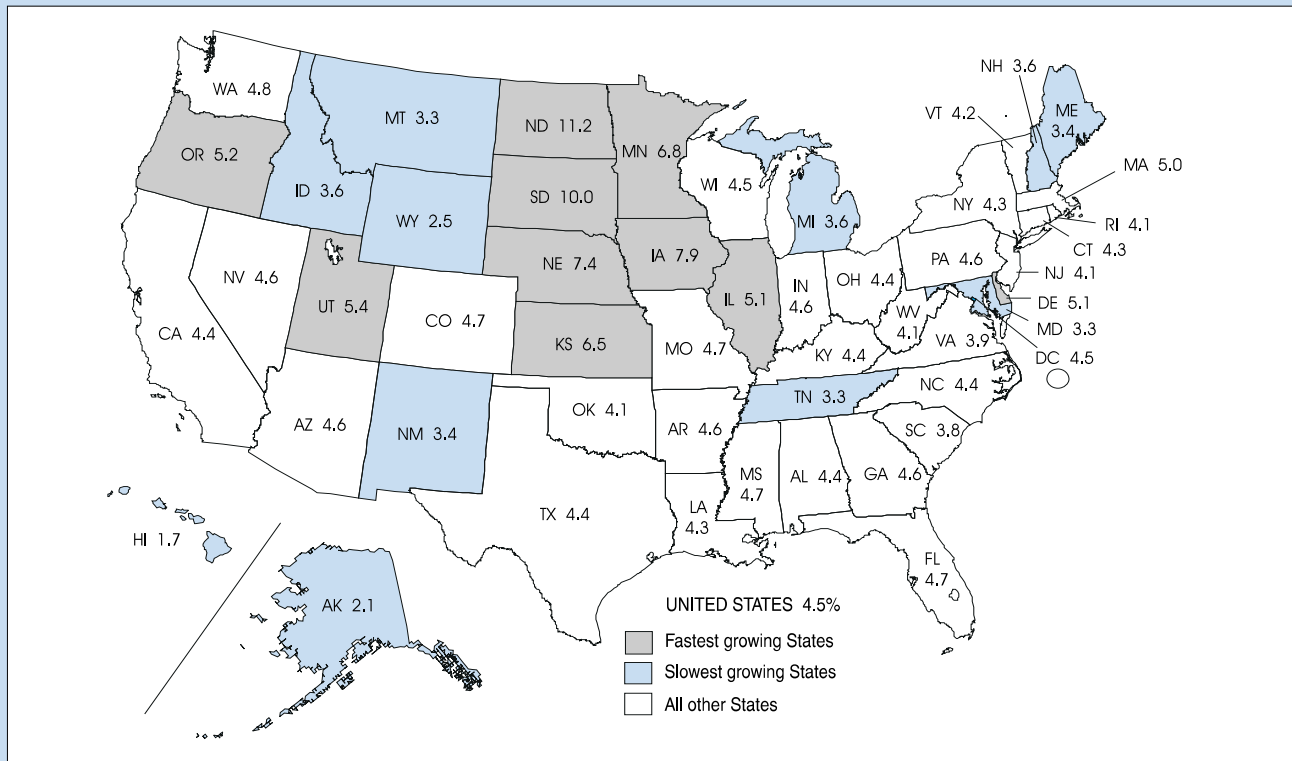 WA 4.8
MT 3.3
ND 11.2
MN 6.8
OR 5.2
ID 3.6
WY 2.5
SD 10.0
WI 4.5
MI 3.6
NH 3.6
ME
3.4
VT 4.2
MA 5.0
NY 4.3
RI 4.1
CT 4.3
NV 4.6
UT 5.4
NE 7.4
IA 7.9
IL 5.1
IN
4.6
OH 4.4
PA 4.6
NJ 4.1
DE 5.1
MD 3.3
DC 4.5
CA 4.4
CO 4.7
KS 6.5
MO 4.7
KY 4.4
WV
4.1
VA 3.9
AZ 4.6
NM 3.4
OK 4.1
AR 4.6
TN 3.3
NC 4.4
SC 3.8
TX 4.4
LA
4.3
MS
4.7
AL 4.4
GA 4.6
FL
4.7
HI 1.7
AK 2.1
UNITED STATES 4.5%
Fastest growing States
Slowest growing States
All other States